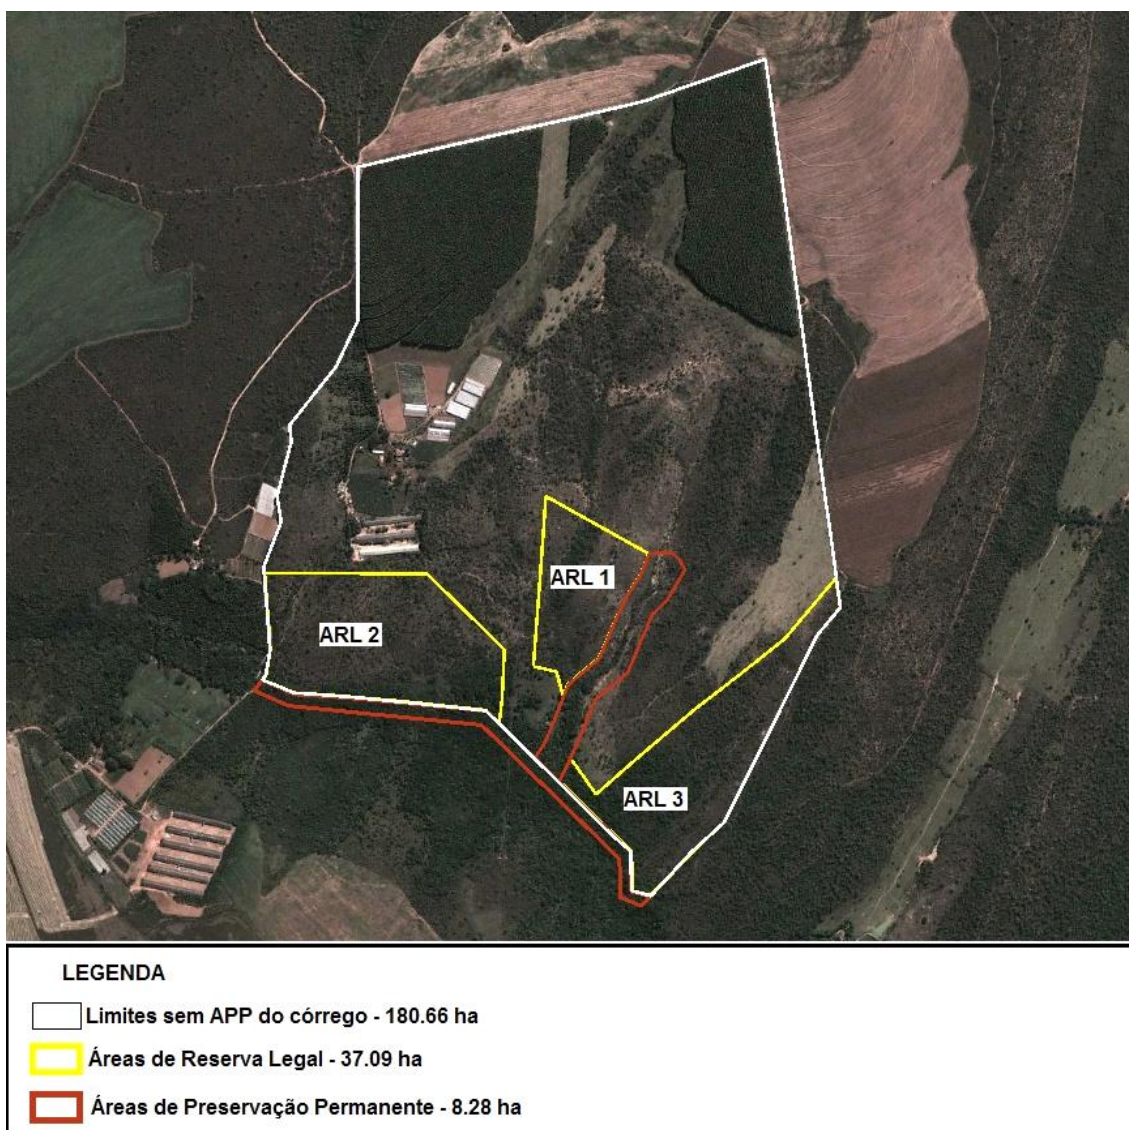 ARL 1
ARL 2
ARL 3
LEGENDA
Limites sem APP do córrego - 180.66 ha
Áreas de Reserva Legal - 37.09 ha
Áreas de Preservação Permanente - 8.28 ha